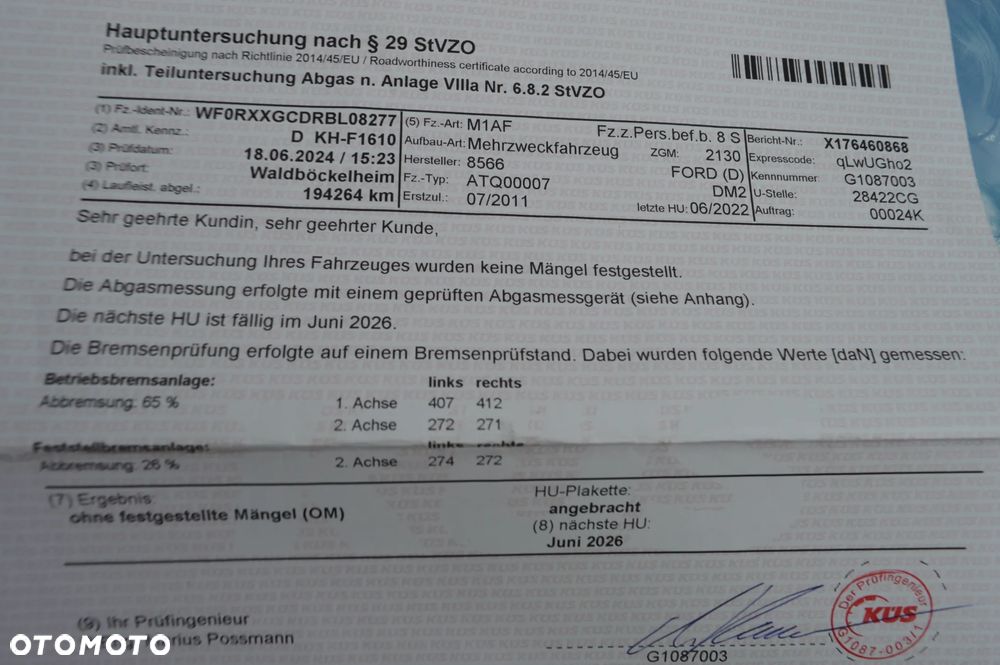 Hauptuntersuchung nach § 29 StVZO
Prüfbescheinigung nach Richtlinie 2014/45/EU / Roadworthiness certificate according to 2014/45/EU
inkl. Teiluntersuchung Abgas n. Anlage VIIIa Nr. 6.8.2 StVZO
(1) Fz.-Ident-Nr.: WF0RXXGCDRBL08277
(2) Amtl. Kennz.: D KH-F1610
(3) Prüfdatum: 18.06.2024 / 15:23
(3) Prüfort: Waldböckelheim
(4) Laufleist. abgel.: 194264 km
(5) Fz.-Art: M1AF Fz.z.Pers.bef.b. 8 S
Aufbau-Art: Mehrzweckfahrzeug ZGM: 2130
Hersteller: 8566 FORD (D)
Fz.-Typ: ATQ00007 DM2
Erstzul.: 07/2011 letzte HU: 06/2022
Bericht-Nr.: X176460868
Expresscode: qLwUGho2
Kennnummer: G1087003
U-Stelle: 28422CG
Auftrag: 00024K
Sehr geehrte Kundin, sehr geehrter Kunde,
bei der Untersuchung Ihres Fahrzeuges wurden keine Mängel festgestellt.
Die Abgasmessung erfolgte mit einem geprüften Abgasmessgerät (siehe Anhang).
Die nächste HU ist fällig im Juni 2026.
Die Bremsenprüfung erfolgte auf einem Bremsenprüfstand. Dabei wurden folgende Werte [daN] gemessen:
Betriebsbremsanlage: links rechts
Abbremsung: 65 % 1. Achse 407 412
2. Achse 272 271
Feststellbremsanlage: links rechts
Abbremsung: 26 % 2. Achse 274 272
(7) Ergebnis:
ohne festgestellte Mängel (OM)
HU-Plakette:
angebracht
(8) nächste HU:
Juni 2026
(9) Ihr Prüfingenieur
Possmann
G1087003
Der Prüfingenieur
KÜS
G1087-003/1
OTOMOTO